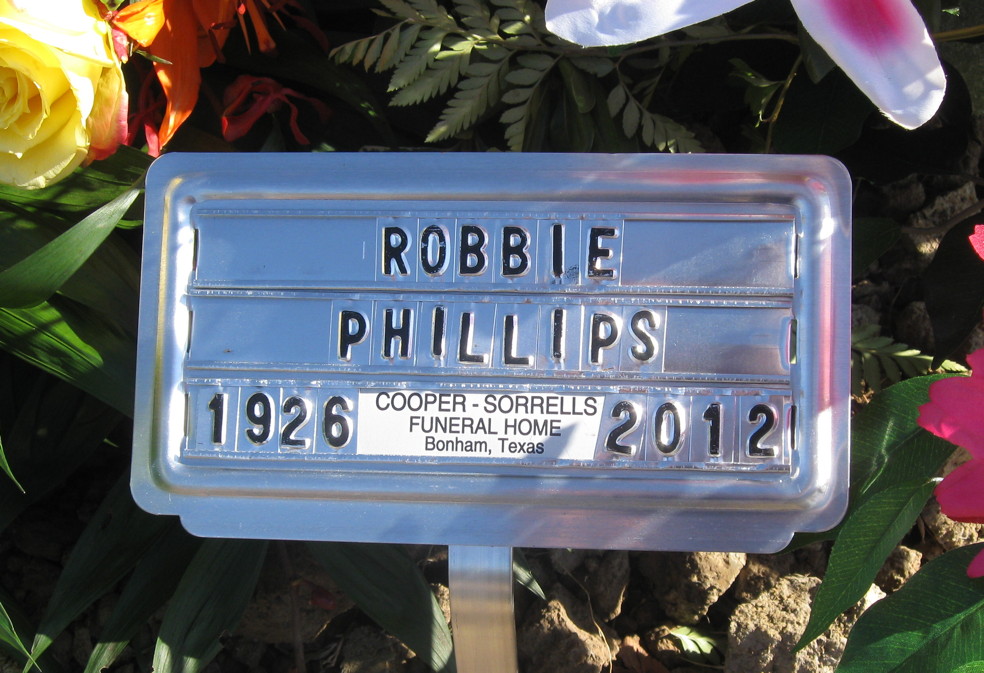 ROBBIE
PHILLIPS
1926 COOPER - SORRELLS FUNERAL HOME Bonham, Texas 2012